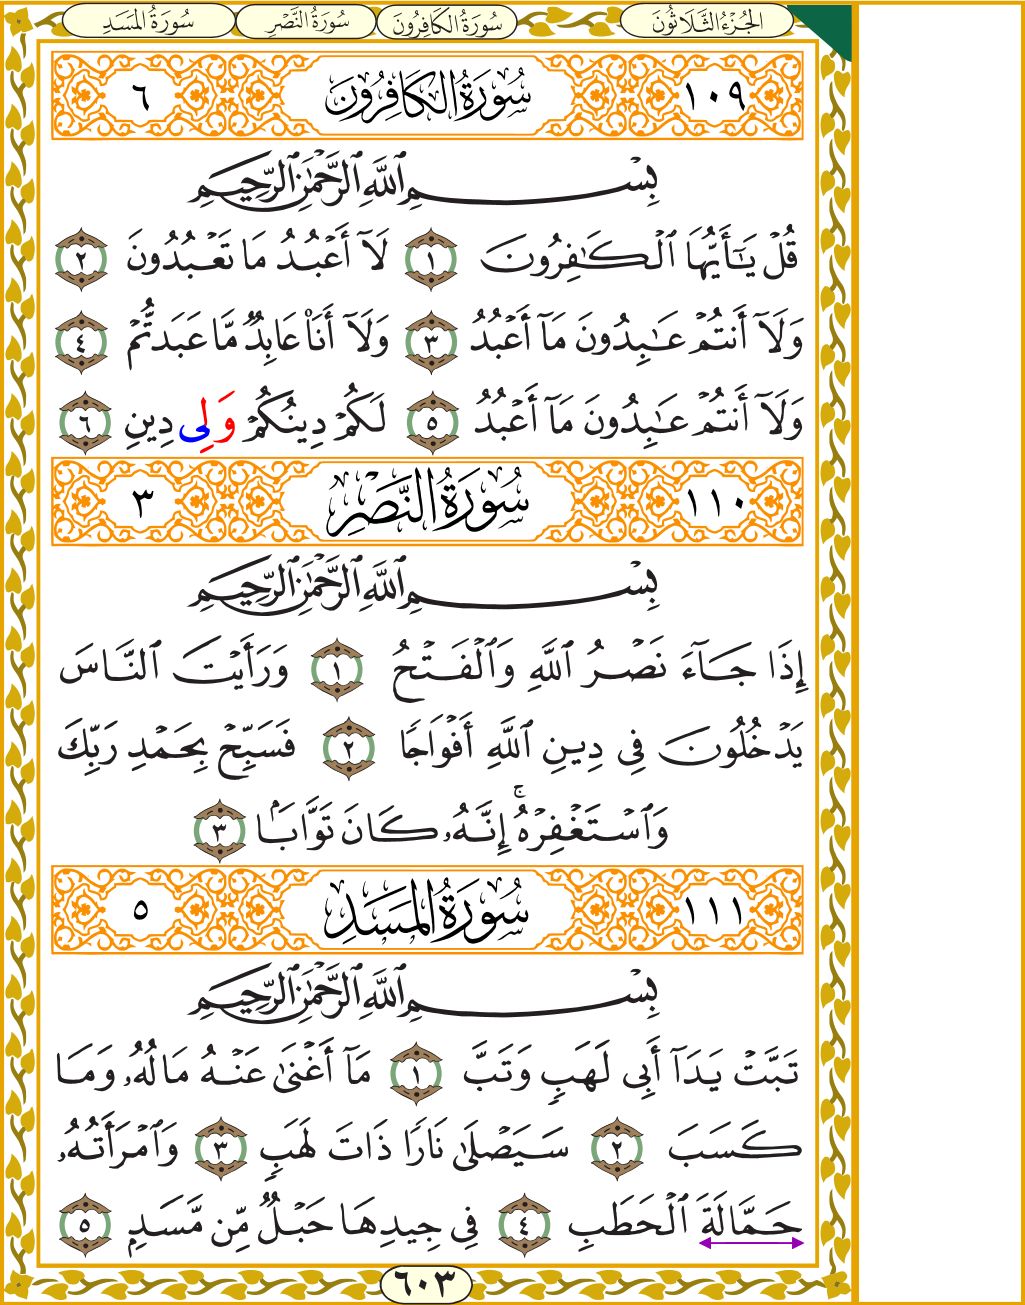 الجُزْءُ الثَّلَاثُونَ سُورَةُ الكَافِرُونَ سُورَةُ النَّصْرِ سُورَةُ المَسَدِ
١٠٩ سُورَةُ الكَافِرُونَ ٦
بِسْمِ ٱللَّهِ ٱلرَّحْمَٰنِ ٱلرَّحِيمِ
قُلْ يَٰٓأَيُّهَا ٱلْكَٰفِرُونَ ١ لَآ أَعْبُدُ مَا تَعْبُدُونَ ٢
وَلَآ أَنتُمْ عَٰبِدُونَ مَآ أَعْبُدُ ٣ وَلَآ أَنَا۠ عَابِدٌ مَّا عَبَدتُّمْ ٤
وَلَآ أَنتُمْ عَٰبِدُونَ مَآ أَعْبُدُ ٥ لَكُمْ دِينُكُمْ وَلِى دِينِ ٦
١١٠ سُورَةُ النَّصْرِ ٣
بِسْمِ ٱللَّهِ ٱلرَّحْمَٰنِ ٱلرَّحِيمِ
إِذَا جَآءَ نَصْرُ ٱللَّهِ وَٱلْفَتْحُ ١ وَرَأَيْتَ ٱلنَّاسَ
يَدْخُلُونَ فِى دِينِ ٱللَّهِ أَفْوَاجًا ٢ فَسَبِّحْ بِحَمْدِ رَبِّكَ
وَٱسْتَغْفِرْهُ ۚ إِنَّهُۥ كَانَ تَوَّابَۢا ٣
١١١ سُورَةُ المَسَدِ ٥
بِسْمِ ٱللَّهِ ٱلرَّحْمَٰنِ ٱلرَّحِيمِ
تَبَّتْ يَدَآ أَبِى لَهَبٍ وَتَبَّ ١ مَآ أَغْنَىٰ عَنْهُ مَالُهُۥ وَمَا
كَسَبَ ٢ سَيَصْلَىٰ نَارًا ذَاتَ لَهَبٍ ٣ وَٱمْرَأَتُهُۥ
حَمَّالَةَ ٱلْحَطَبِ ٤ فِى جِيدِهَا حَبْلٌ مِّن مَّسَدٍۭ ٥
٦٠٣